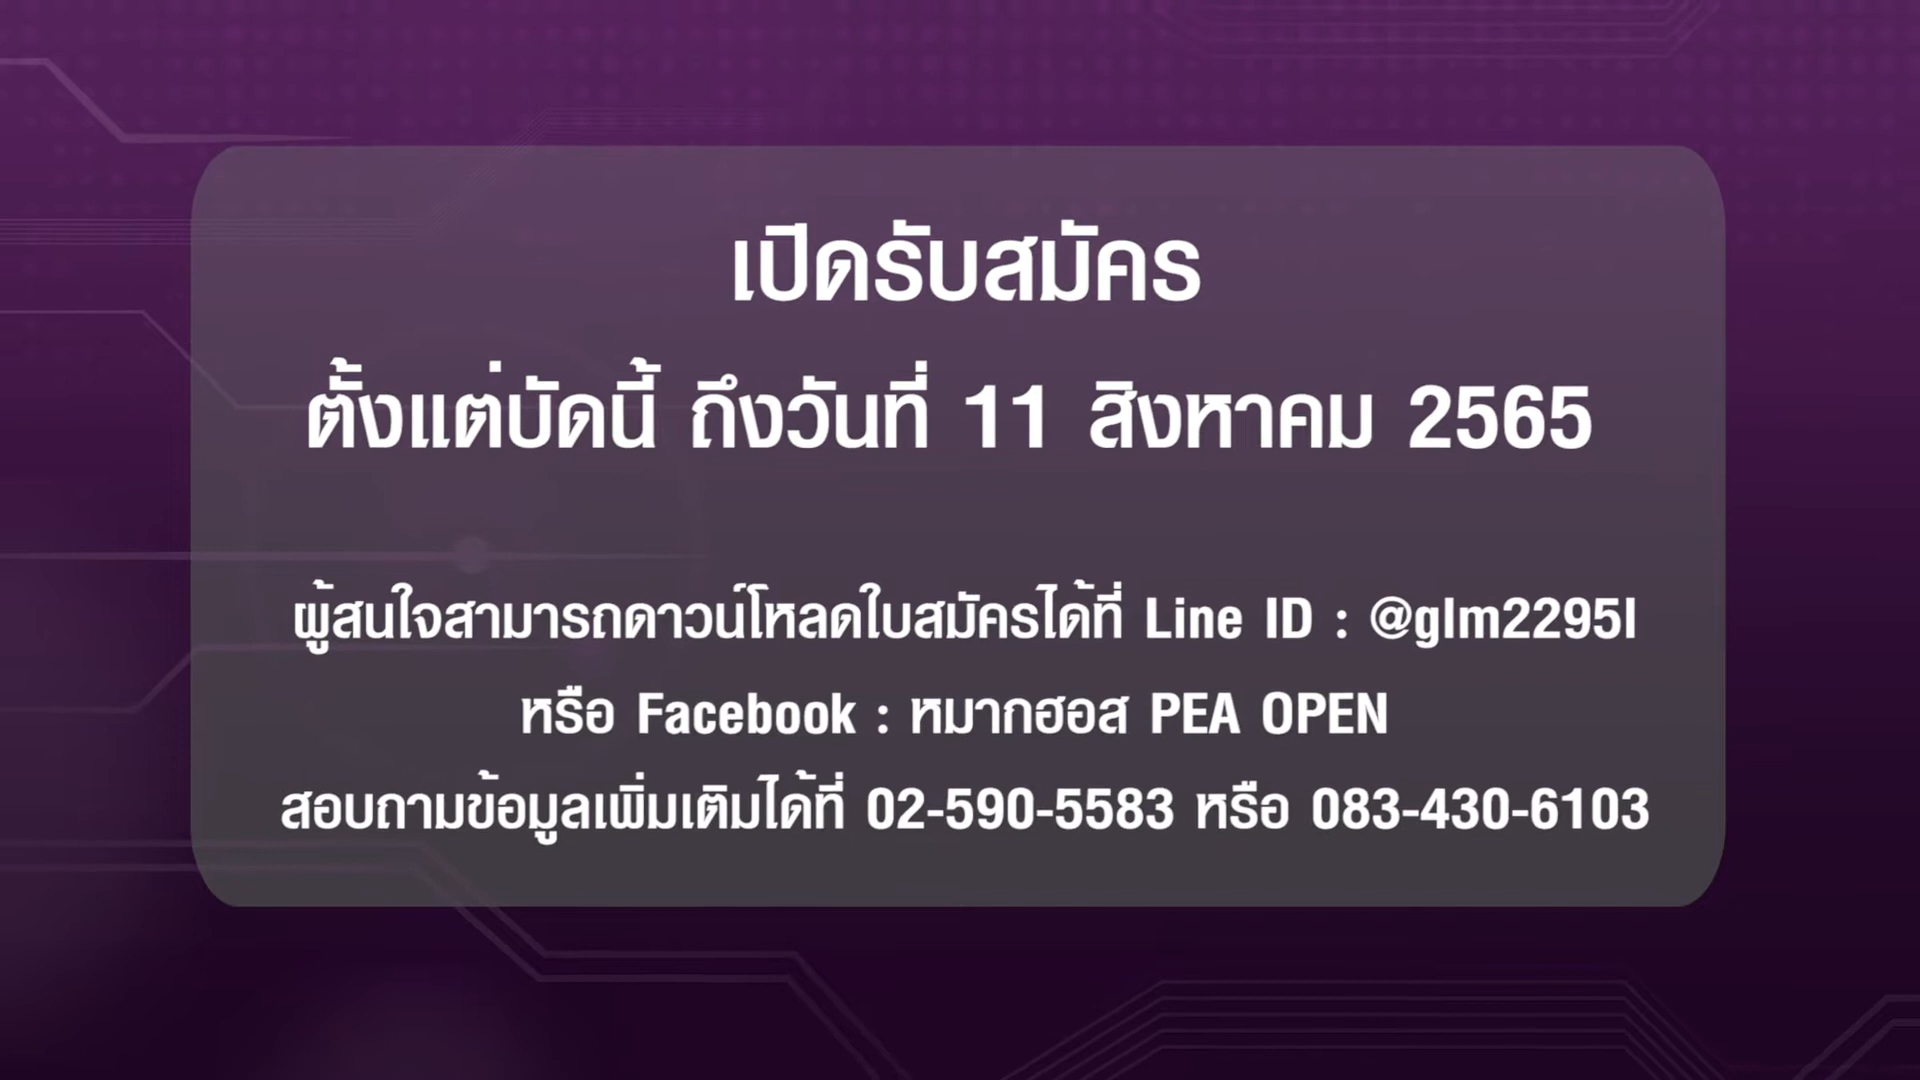 เปิดรับสมัคร
ตั้งแต่บัดนี้ ถึงวันที่ 11 สิงหาคม 2565
ผู้สนใจสามารถดาวน์โหลดใบสมัครได้ที่ Line ID : @glm2295l
หรือ Facebook : หมากฮอส PEA OPEN
สอบถามข้อมูลเพิ่มเติมได้ที่ 02-590-5583 หรือ 083-430-6103